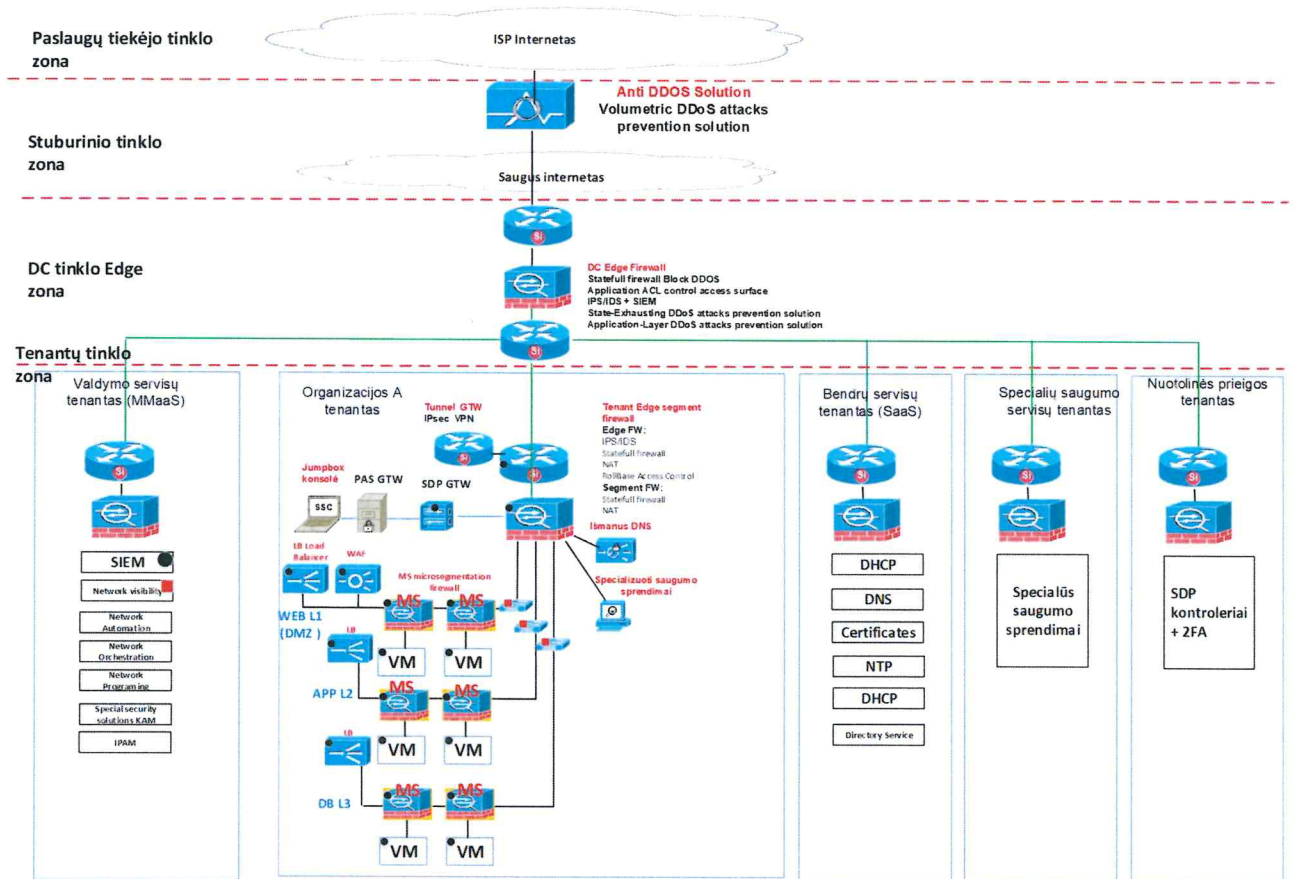 Paslaugų tiekėjo tinklo
zona
ISP Internetas
Anti DDOS Solution
Volumetric DDoS attacks
prevention solution
Stuburinio tinklo
zona
Saugus internetas
Si
DC tinklo Edge
zona
DC Edge Firewall
Statefull firewall Block DDOS
Application ACL control access surface
IPS/IDS + SIEM
State-Exhausting DDoS attacks prevention solution
Application-Layer DDoS attacks prevention solution
Si
Tenantų tinklo
zona
Valdymo servisų
tenantas (MMaaS)
Si
SIEM
Network visibility
Network
Automation
Network
Orchestration
Network
Programing
Special security
solutions KAM
IPAM
Organizacijos A
tenantas
Tunnel GTW
IPsec VPN
Si
Tenant Edge segment
firewall
Edge FW:
IPS/IDS
Statefull firewall
NAT
RollBase Access Control
Segment FW:
Statefull firewall
NAT
Jumpbox
konsolė
SSC
PAS GTW
SDP GTW
Ismanus DNS
Specializuoti saugumo
sprendimai
LB Load
Balancer
WAF
MS microsegmentation
firewall
MS
MS
WEB L1
(DMZ )
VM
VM
LB
MS
MS
APP L2
VM
VM
LB
MS
MS
DB L3
VM
VM
Bendrų servisų
tenantas (SaaS)
Si
DHCP
DNS
Certificates
NTP
DHCP
Directory Service
Specialių saugumo
servisų tenantas
Si
Specialūs
saugumo
sprendimai
Nuotolinės prieigos
tenantas
Si
SDP
kontroleriai
+ 2FA